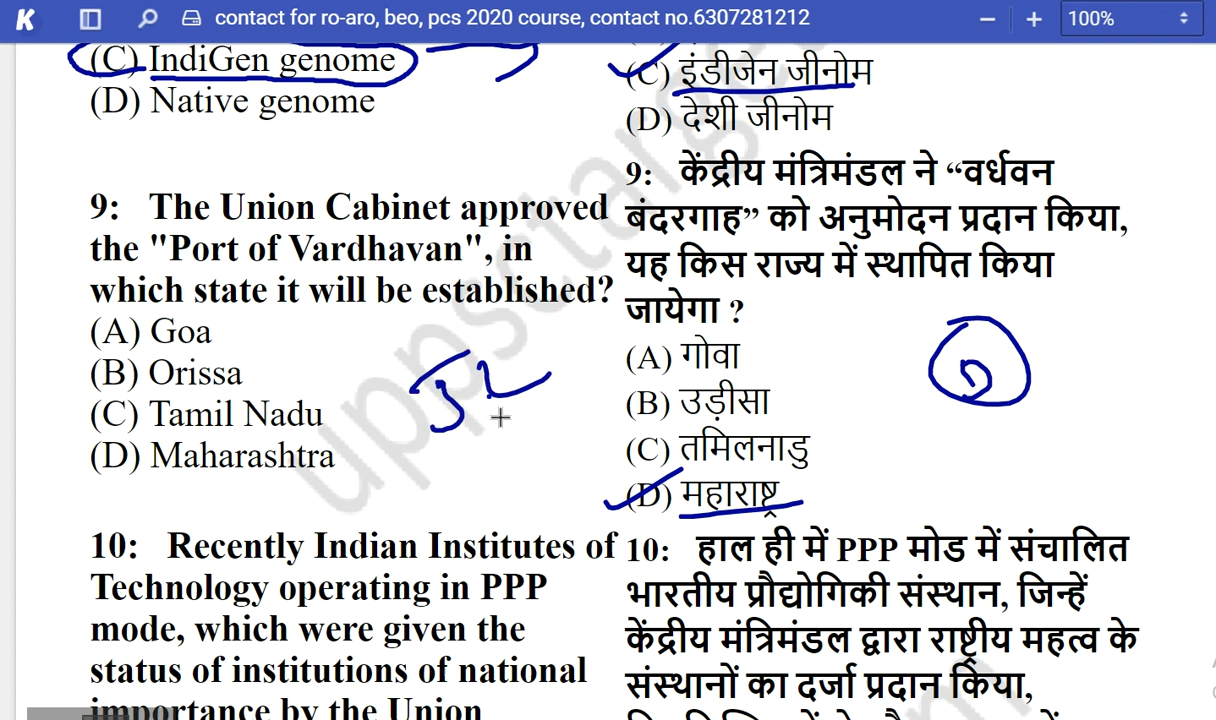 K contact for ro-aro, beo, pcs 2020 course, contact no.6307281212 100%
(C) IndiGen genome
(D) Native genome
9: The Union Cabinet approved
the "Port of Vardhavan", in
which state it will be established?
(A) Goa
(B) Orissa
(C) Tamil Nadu
(D) Maharashtra
10: Recently Indian Institutes of
Technology operating in PPP
mode, which were given the
status of institutions of national
importance by the Union
(C) इंडीजेन जीनोम
(D) देशी जीनोम
9: केंद्रीय मंत्रिमंडल ने “वर्धवन
बंदरगाह” को अनुमोदन प्रदान किया,
यह किस राज्य में स्थापित किया
जायेगा ?
(A) गोवा
(B) उड़ीसा
(C) तमिलनाडु
(D) महाराष्ट्र
10: हाल ही में PPP मोड में संचालित
भारतीय प्रौद्योगिकी संस्थान, जिन्हें
केंद्रीय मंत्रिमंडल द्वारा राष्ट्रीय महत्व के
संस्थानों का दर्जा प्रदान किया,